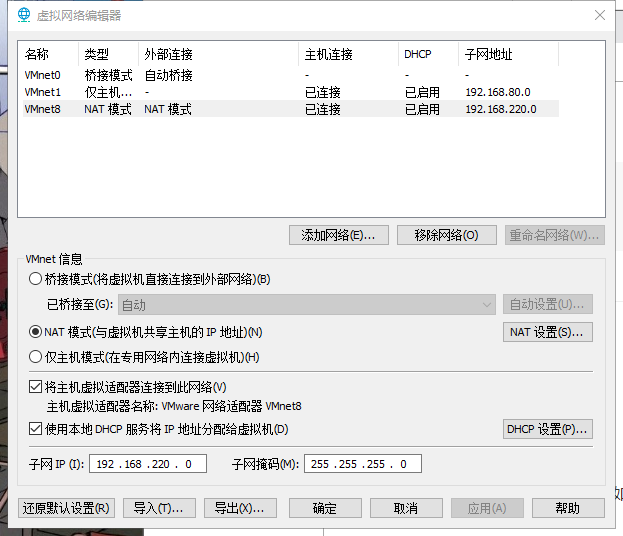 虚拟网络编辑器
名称 类型 外部连接 主机连接 DHCP 子网地址
VMnet0 桥接模式 自动桥接 - - -
VMnet1 仅主机... - 已连接 已启用 192.168.80.0
VMnet8 NAT 模式 NAT 模式 已连接 已启用 192.168.220.0
添加网络(E)... 移除网络(O) 重命名网络(W)...
VMnet 信息
桥接模式(将虚拟机直接连接到外部网络)(B)
已桥接至(G): 自动 自动设置(U)...
NAT 模式(与虚拟机共享主机的 IP 地址)(N) NAT 设置(S)...
仅主机模式(在专用网络内连接虚拟机)(H)
将主机虚拟适配器连接到此网络(V)
主机虚拟适配器名称: VMware 网络适配器 VMnet8
使用本地 DHCP 服务将 IP 地址分配给虚拟机(D) DHCP 设置(P)...
子网 IP (I): 192 . 168 . 220 . 0 子网掩码(M): 255 . 255 . 255 . 0
还原默认设置(R) 导入(T)... 导出(X)... 确定 取消 应用(A) 帮助